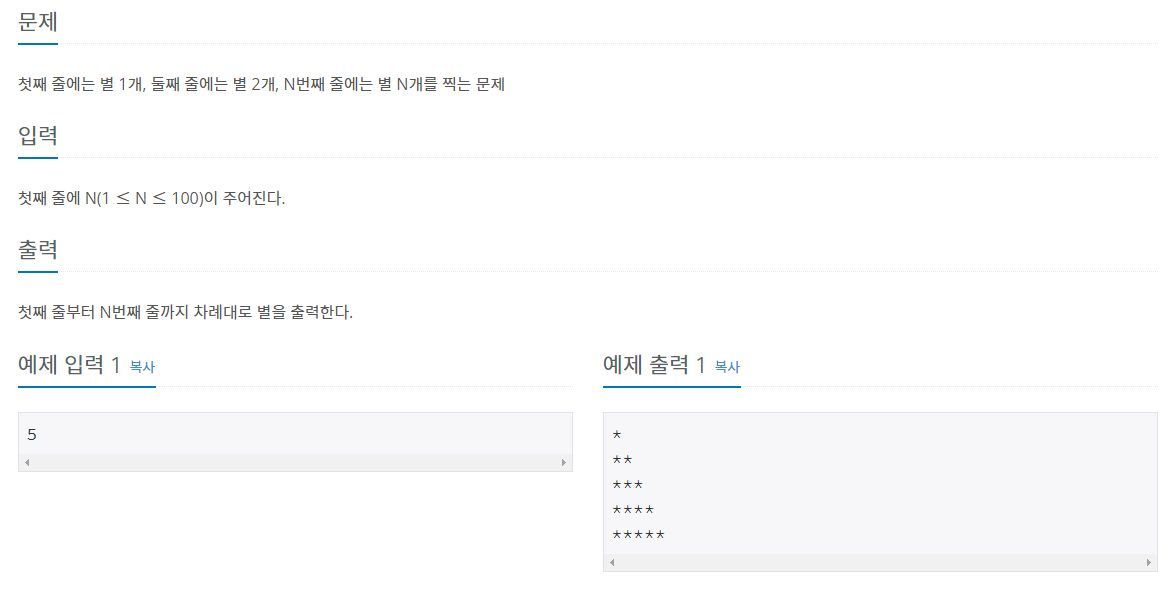 문제
첫째 줄에는 별 1개, 둘째 줄에는 별 2개, N번째 줄에는 별 N개를 찍는 문제
입력
첫째 줄에 N(1 ≤ N ≤ 100)이 주어진다.
출력
첫째 줄부터 N번째 줄까지 차례대로 별을 출력한다.
예제 입력 1 복사
5
예제 출력 1 복사
*
**
***
****
*****